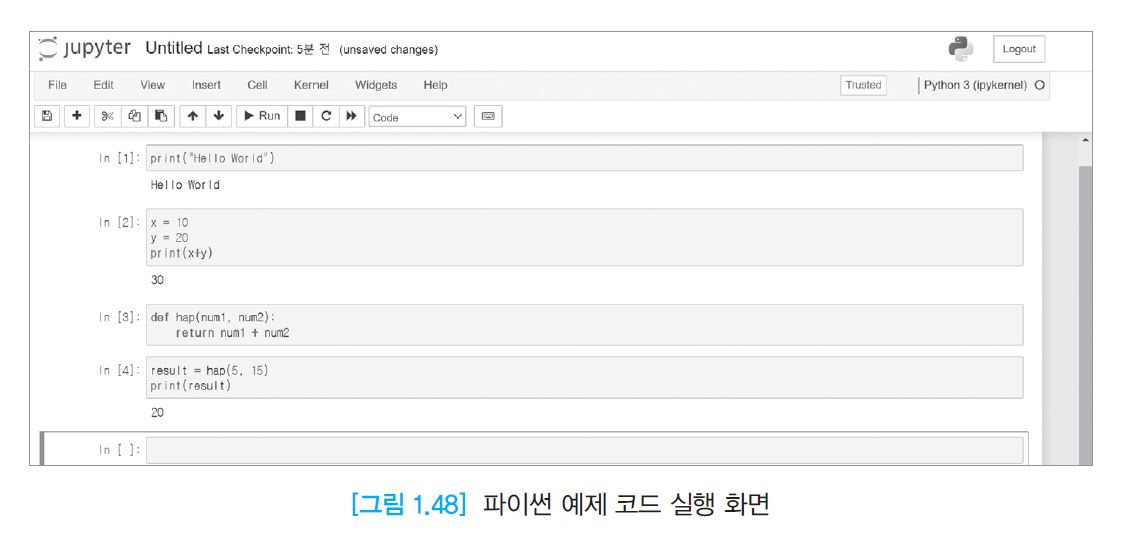 jupyter Untitled Last Checkpoint: 5분 전 (unsaved changes) Logout
File Edit View Insert Cell Kernel Widgets Help Trusted Python 3 (ipykernel)
Run Code
In [1]: print("Hello World")
Hello World
In [2]: x = 10
y = 20
print(x+y)
30
In [3]: def hap(num1, num2):
return num1 + num2
In [4]: result = hap(5, 15)
print(result)
20
In [ ]:
[그림 1.48] 파이썬 예제 코드 실행 화면